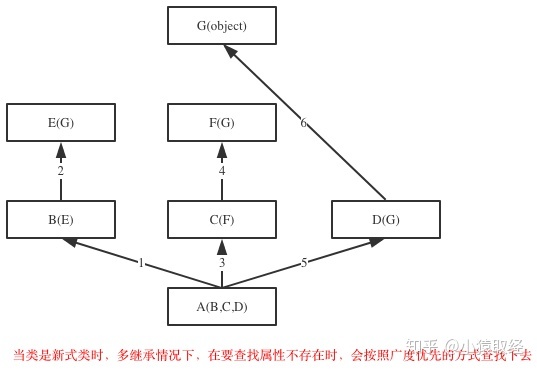 G(object)
E(G)
F(G)
6
2
4
B(E)
C(F)
D(G)
1
3
5
A(B,C,D)
知乎 @小猿取经
当类是新式类时，多继承情况下，在要查找属性不存在时，会按照广度优先的方式查找下去